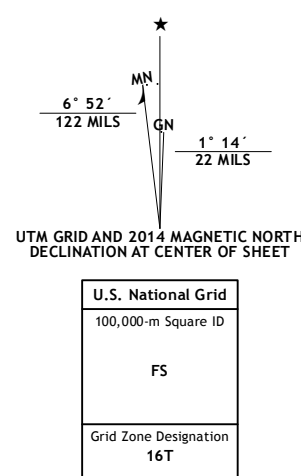 ★
MN
6° 52´
122 MILS
GN
1° 14´
22 MILS
UTM GRID AND 2014 MAGNETIC NORTH
DECLINATION AT CENTER OF SHEET
U.S. National Grid
100,000-m Square ID
FS
Grid Zone Designation
16T